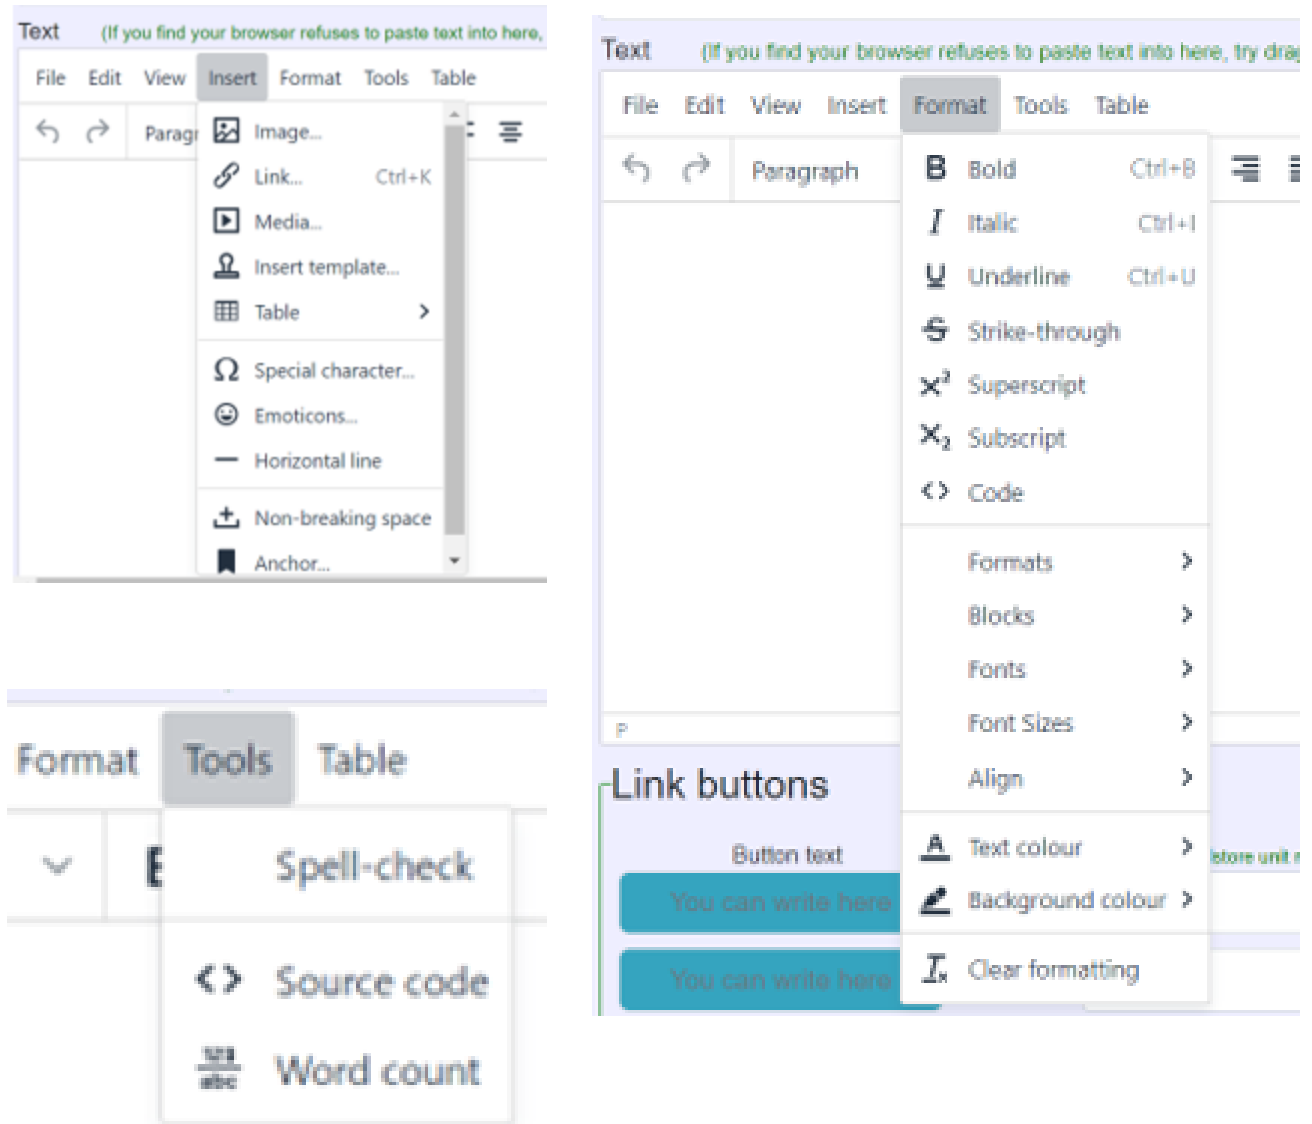 Text (If you find your browser refuses to paste text into here,
File Edit View Insert Format Tools Table
Image...
Link... Ctrl+K
Media...
Insert template...
Table
Special character...
Emoticons...
Horizontal line
Non-breaking space
Anchor...
Format Tools Table
Spell-check
Source code
Word count
Text (If you find your browser refuses to paste text into here, try
File Edit View Insert Format Tools Table
Paragraph
Bold Ctrl+B
Italic Ctrl+I
Underline Ctrl+U
Strike-through
Superscript
Subscript
Code
Formats
Blocks
Fonts
Font Sizes
Align
P
Link buttons
Button text
Text colour
unit
You can write here
Background colour
You can write here
Clear formatting